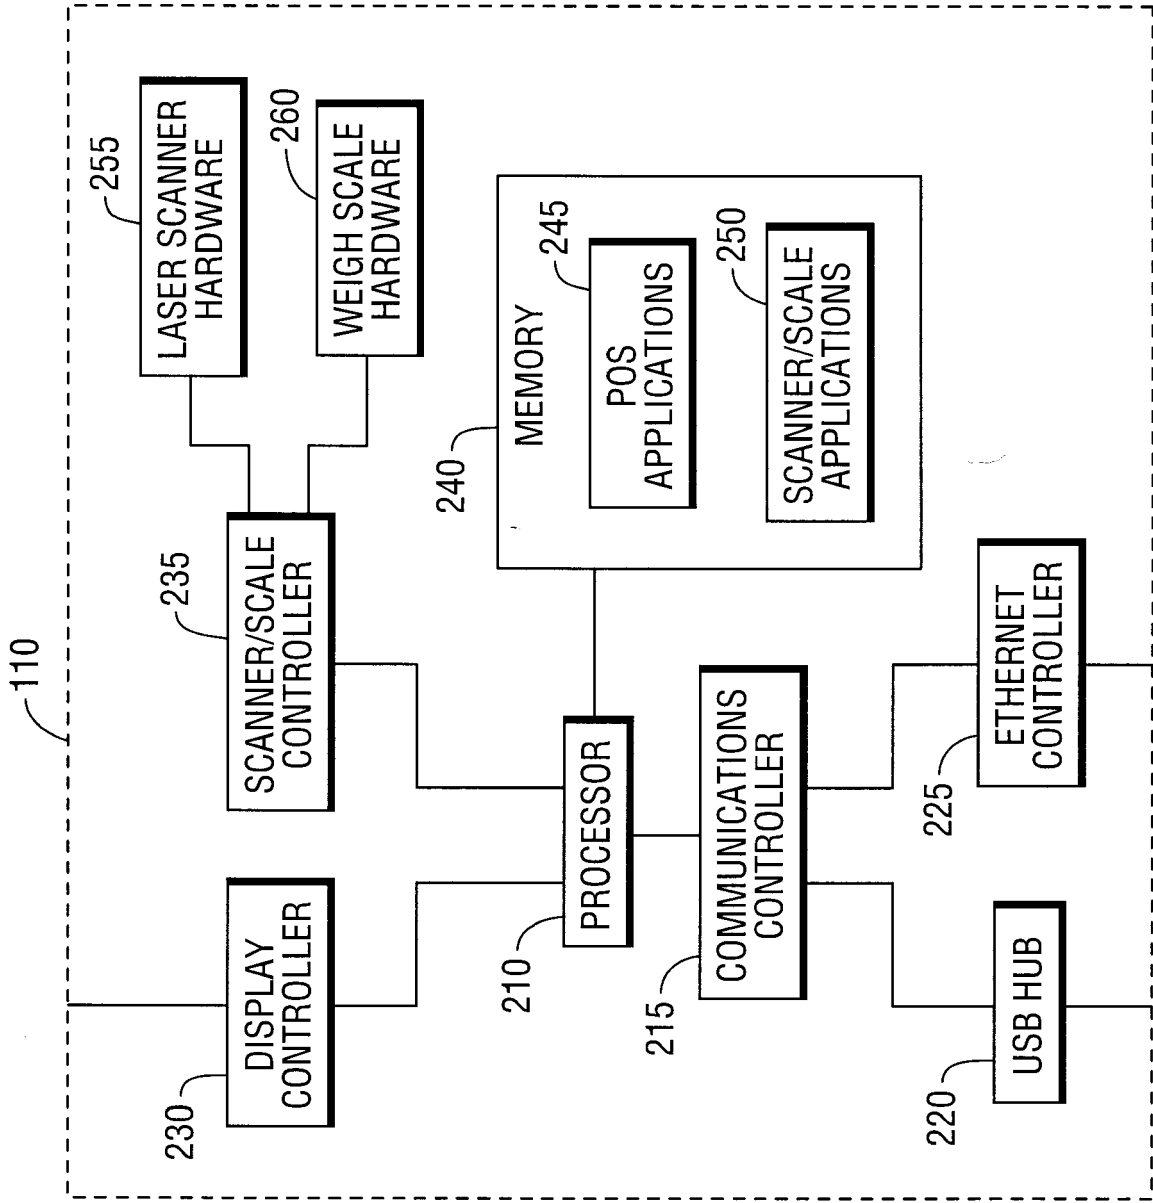 110
230
DISPLAY
CONTROLLER
235
SCANNER/SCALE
CONTROLLER
255
LASER SCANNER
HARDWARE
260
WEIGH SCALE
HARDWARE
210
PROCESSOR
240
MEMORY
245
POS
APPLICATIONS
250
SCANNER/SCALE
APPLICATIONS
215
COMMUNICATIONS
CONTROLLER
220
USB HUB
225
ETHERNET
CONTROLLER